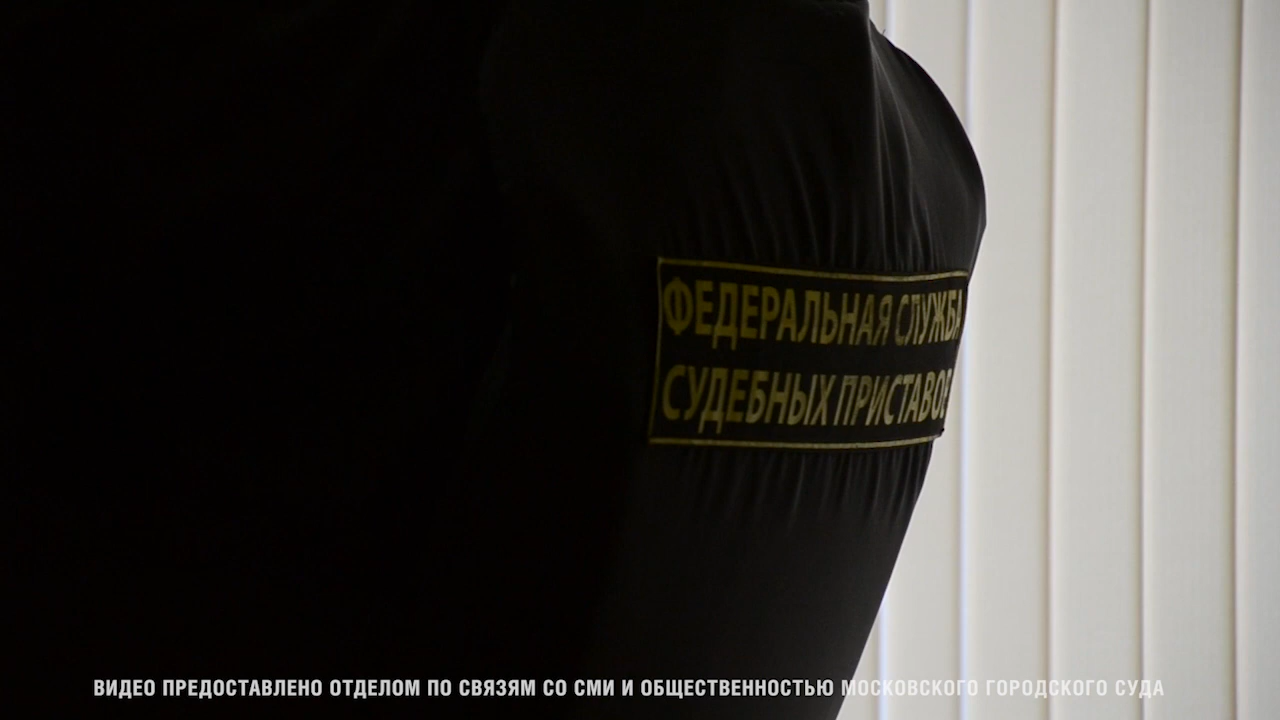 ФЕДЕРАЛЬНАЯ СЛУЖБА
СУДЕБНЫХ ПРИСТАВОВ
ВИДЕО ПРЕДОСТАВЛЕНО ОТДЕЛОМ ПО СВЯЗЯМ СО СМИ И ОБЩЕСТВЕННОСТЬЮ МОСКОВСКОГО ГОРОДСКОГО СУДА